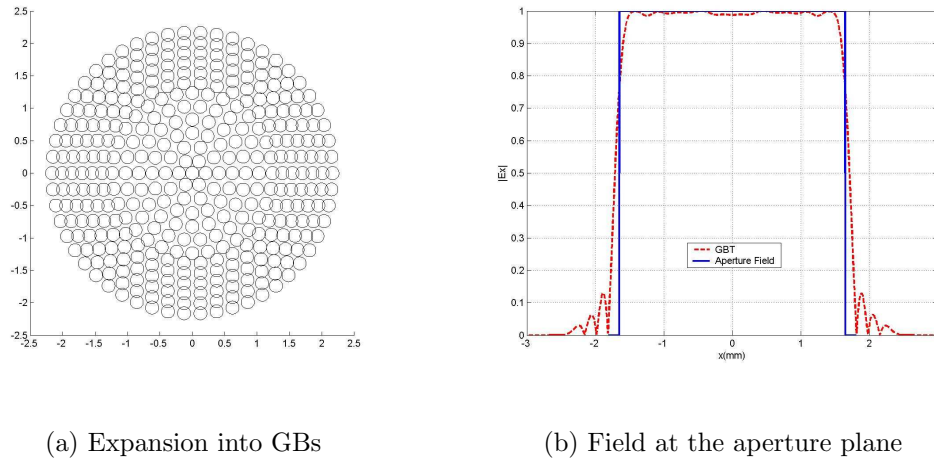 2.5
2
1.5
1
0.5
0
-0.5
-1
-1.5
-2
-2.5
-2.5 -2 -1.5 -1 -0.5 0 0.5 1 1.5 2 2.5
1
0.9
0.8
0.7
0.6
0.5
0.4
0.3
0.2
0.1
0
|Ex|
GBT
Aperture Field
-3 -2 -1 0 1 2
x(mm)
(a) Expansion into GBs
(b) Field at the aperture plane